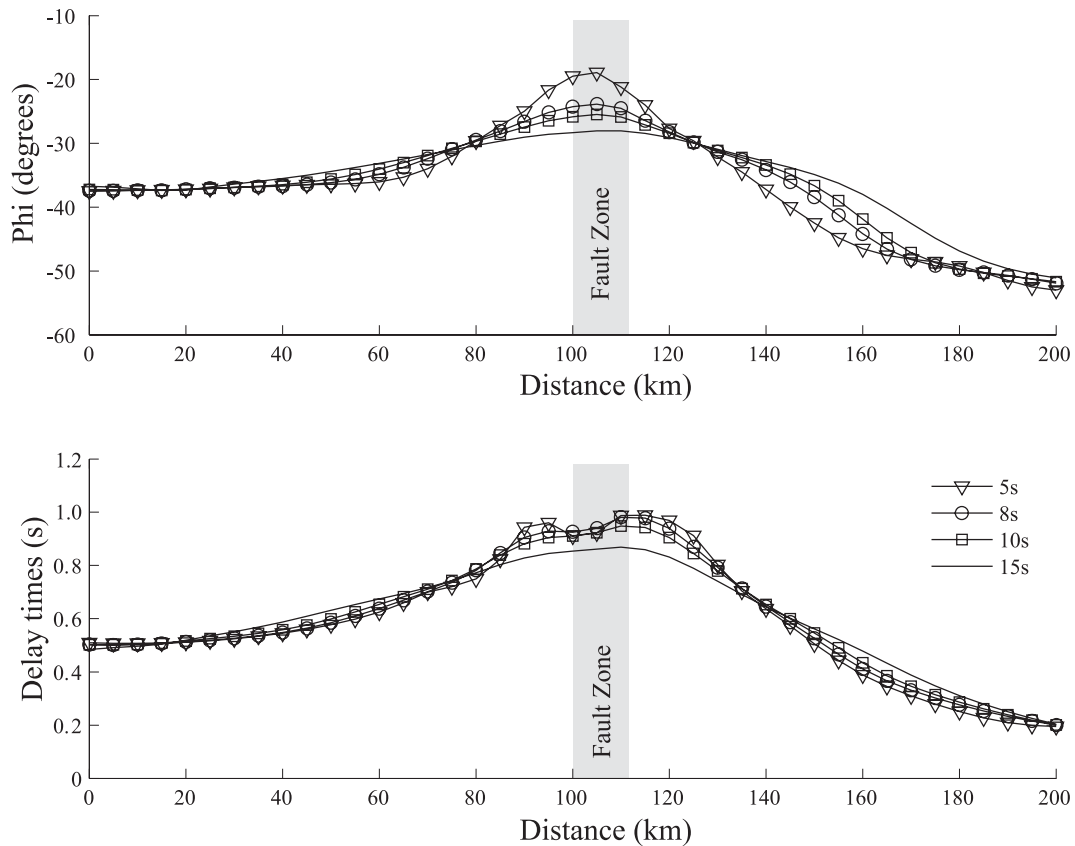 -10
-20
-30
-40
-50
-60
Phi (degrees)
Fault Zone
0 20 40 60 80 100 120 140 160 180 200
Distance (km)
1.2
1.0
0.8
0.6
0.4
0.2
0
Delay times (s)
Fault Zone
5s
8s
10s
15s
0 20 40 60 80 100 120 140 160 180 200
Distance (km)